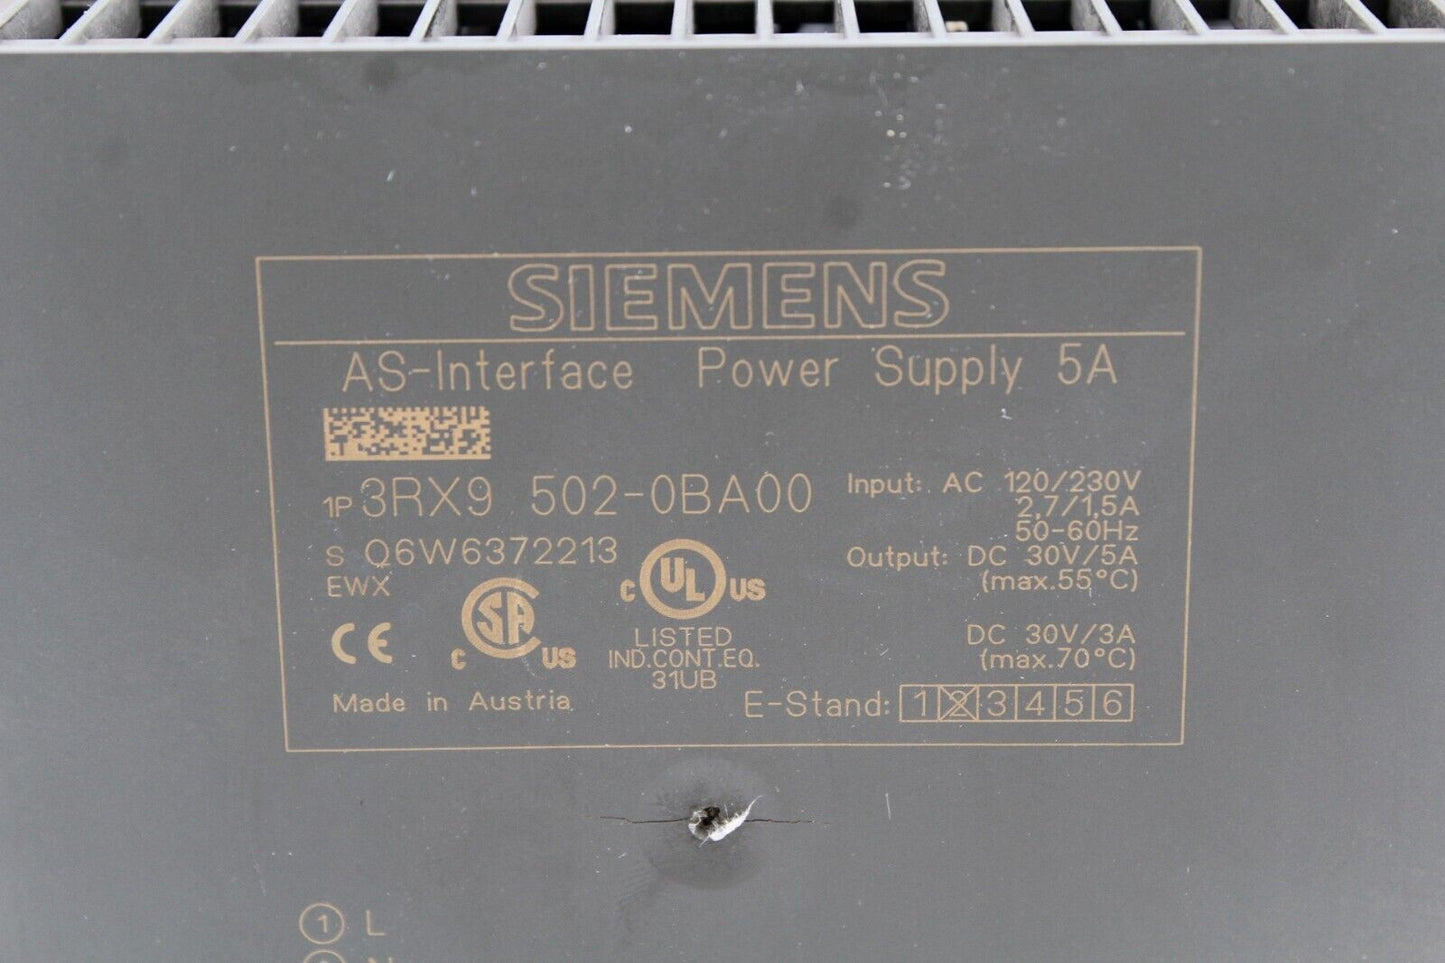 SIEMENS
AS-Interface Power Supply 5A
1P 3RX9 502-0BA00
S Q6W6372213
EWX
Input: AC 120/230V
2,7/1,5A
50-60Hz
Output: DC 30V/5A
(max.55°C)
DC 30V/3A
(max.70°C)
CE
C SA US
C UL US
LISTED
IND.CONT.EQ.
31UB
Made in Austria
E-Stand: 1 2 3 4 5 6
1 L